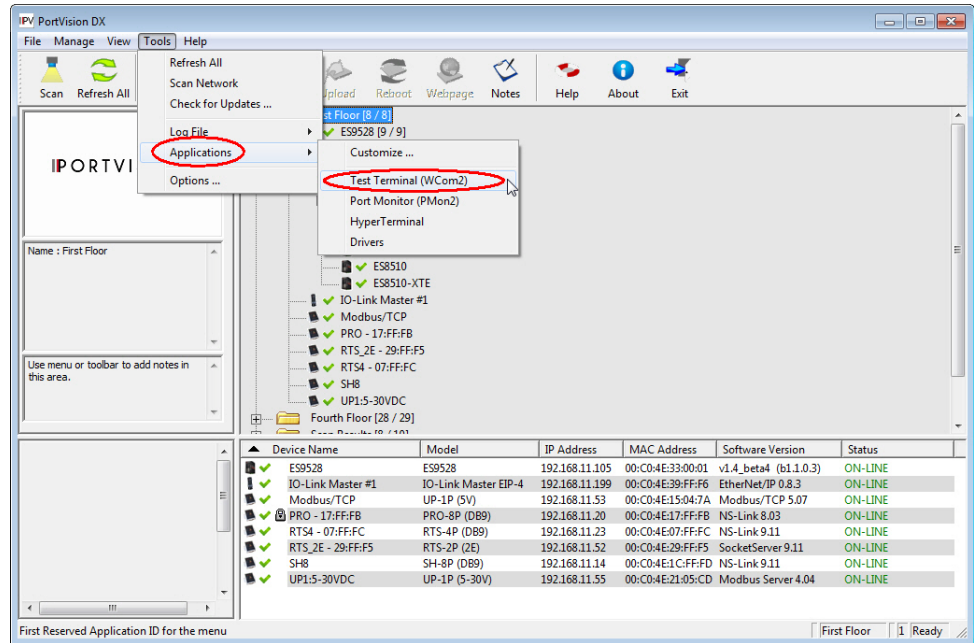 IPV PortVision DX
File Manage View Tools Help
Scan Refresh All Upload Reboot Webpage Notes Help About Exit
Refresh All
Scan Network
Check for Updates ...
Log File
Applications
Options ...
Customize ...
Test Terminal (WCom2)
Port Monitor (PMon2)
HyperTerminal
Drivers
IPORTVI
Name : First Floor
Use menu or toolbar to add notes in
this area.
st Floor [8 / 8]
ES9528 [9 / 9]
ES8510
ES8510-XTE
IO-Link Master #1
Modbus/TCP
PRO - 17:FF:FB
RTS_2E - 29:FF:F5
RTS4 - 07:FF:FC
SH8
UP1:5-30VDC
Fourth Floor [28 / 29]
Device Name Model IP Address MAC Address Software Version Status
ES9528 ES9528 192.168.11.105 00:C0:4E:33:00:01 v1.4_beta4 (b1.1.0.3) ON-LINE
IO-Link Master #1 IO-Link Master EIP-4 192.168.11.199 00:C0:4E:39:FF:F6 EtherNet/IP 0.8.3 ON-LINE
Modbus/TCP UP-1P (5V) 192.168.11.53 00:C0:4E:15:04:7A Modbus/TCP 5.07 ON-LINE
PRO - 17:FF:FB PRO-8P (DB9) 192.168.11.20 00:C0:4E:17:FF:FB NS-Link 8.03 ON-LINE
RTS4 - 07:FF:FC RTS-4P (DB9) 192.168.11.23 00:C0:4E:07:FF:FC NS-Link 9.11 ON-LINE
RTS_2E - 29:FF:F5 RTS-2P (2E) 192.168.11.52 00:C0:4E:29:FF:F5 SocketServer 9.11 ON-LINE
SH8 SH-8P (DB9) 192.168.11.14 00:C0:4E:1C:FF:FD NS-Link 9.11 ON-LINE
UP1:5-30VDC UP-1P (5-30V) 192.168.11.55 00:C0:4E:21:05:CD Modbus Server 4.04 ON-LINE
First Reserved Application ID for the menu First Floor 1 Ready